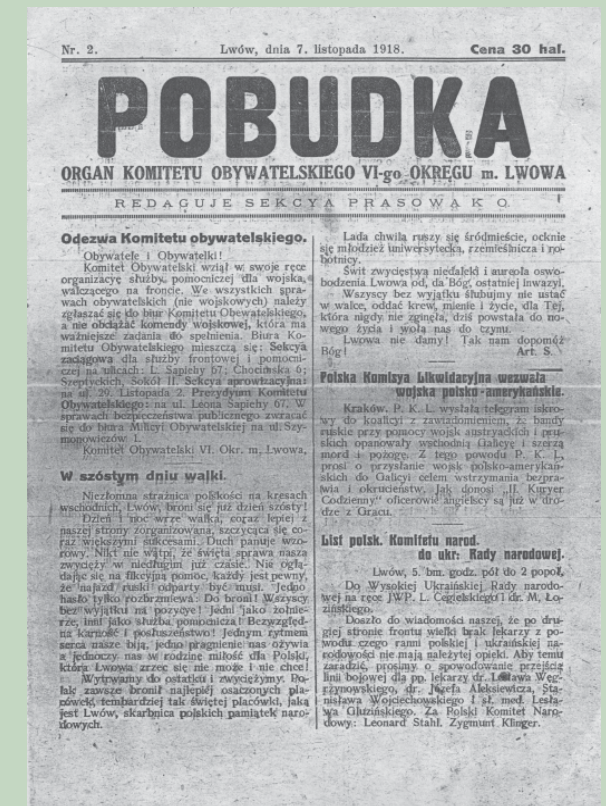 Nr. 2.
Lwów, dnia 7. listopada 1918.
Cena 30 hal.
POBUDKA
ORGAN KOMITETU OBYWATELSKIEGO VI-go OKRĘGU m. LWOWA
REDAGUJE SEKCYA PRASOWA K O.
Odezwa Komitetu obywatelskiego.
Obywatele i Obywatelki!
Komitet Obywatelski wziął w swoje ręce
organizacyę służby pomocniczej dla wojska,
walczącego na froncie. We wszystkich spra-
wach obywatelskich (nie wojskowych) należy
zgłaszać się do biur Komitetu Obywatelskiego,
a nie obciążać komendy wojskowej, która ma
ważniejsze zadania do spełnienia. Biura Ko-
mitetu Obywatelskiego mieszczą się: Sekcya
zaciągowa dla służby frontowej i pomocni-
czej na ulicach: L. Sapiehy 67; Chocimska 6;
Szeptyckich, Sokół II. Sekcya aprowizacyjna:
na ul. 29. Listopada 2. Prezydyum Komitetu
Obywatelskiego: na ul. Leona Sapiehy 67. W
sprawach bezpieczeństwa publicznego zwracać
się do biura Milicyi Obywatelskiej na ul. Szy-
monowiczów 1.
Komitet Obywatelski VI. Okr. m, Lwowa,
W szóstym dniu walki.
Niezłomna strażnica polskości na kresach
wschodnich, Lwów, broni się już dzień szósty!
Dzień i noc wrze walka, coraz lepiej z
naszej strony zorganizowana, szczycąca się co-
raz większymi sukcesami. Duch panuje wzo-
rowy. Nikt nie wątpi, że święta sprawa nasza
zwycięży w niedługim już czasie. Nie oglą-
dając się na fikcyjną pomoc, każdy jest pewny,
że najazd ruski odparty być musi. Jedno
hasło tylko rozbrzmiewa: Do broni! Wszyscy
bez wyjątku na pozycye! Jedni jako żołnie-
rze, inni jako służba pomocnicza! Bezwzględ-
na karność i posłuszeństwo! Jednym rytmem
serca nasze biją, jedno pragnienie nas ożywia
a jednoczy nas w rodzinę miłość dla Polski,
która Lwowa zrzec się nie może i nie chce!
Wytrwamy do ostatku i zwyciężymy. Po-
lak zawsze bronił najlepiej osaczonych pla-
cówek, tembardziej tak świętej placówki, jaką
jest Lwów, skarbnica polskich pamiątek naro-
dowych.
Lada chwila ruszy się śródmieście, ocknie
się młodzież uniwersytecka, rzemieślnicza i ro-
botnicy.
Świt zwycięstwa niedaleki i aureola oswo-
bodzenia Lwowa od, da Bóg, ostatniej inwazyi.
Wszyscy bez wyjątku ślubujmy nie ustać
w walce, oddać krew, mienie i życie, dla Tej,
która nigdy nie zginęła, dziś powstała do no-
wego życia i woła nas do czynu.
Lwowa nie damy! Tak nam dopomóż
Bóg! Art. S.
Polska Komisya Likwidacyjna wezwała
wojska polsko-amerykańskie.
Kraków. P. K. L. wysłała telegram iskro-
wy do koalicyi z zawiadomieniem, że bandy
ruskie przy pomocy wojsk austryackich i prus-
skich opanowały wschodnią Galicyę i szerzą
mord i pożogę. Z tego powodu P. K. L.
prosi o przysłanie wojsk polsko-amerykań-
skich do Galicyi celem wstrzymania bezpra-
wia i okrucieństw. Jak donosi „Il. Kuryer
Codzienny" oficerowie angielscy są już w dro-
dze z Gracu.
List polsk. Komitetu narod.
do ukr: Rady narodowej.
Lwów, 5. bm. godz. pół do 2 popoł.
Do Wysokiej Ukraińskiej Rady narodo-
wej na ręce JWP. L. Cegielskiego i dr. M, Ło-
zińskiego.
Doszło do wiadomości naszej, że po dru-
giej stronie frontu wielki brak lekarzy z po-
wodu czego rami polskiej i ukraińskiej na-
rodowości nie mają należytej opieki. Aby temu
zaradzić, prosimy o spowodowanie przejścia
linii bojowej dla pp. lekarzy dr. Lesława Węg-
rzynowskiego, dr. Józefa Aleksiewicza, Sta-
nisława Wojciechowskiego i sł. med. Lesła-
wa Gluzińskiego. Za Polski Komitet Naro-
dowy: Leonard Stahl. Zygmunt Klinger.